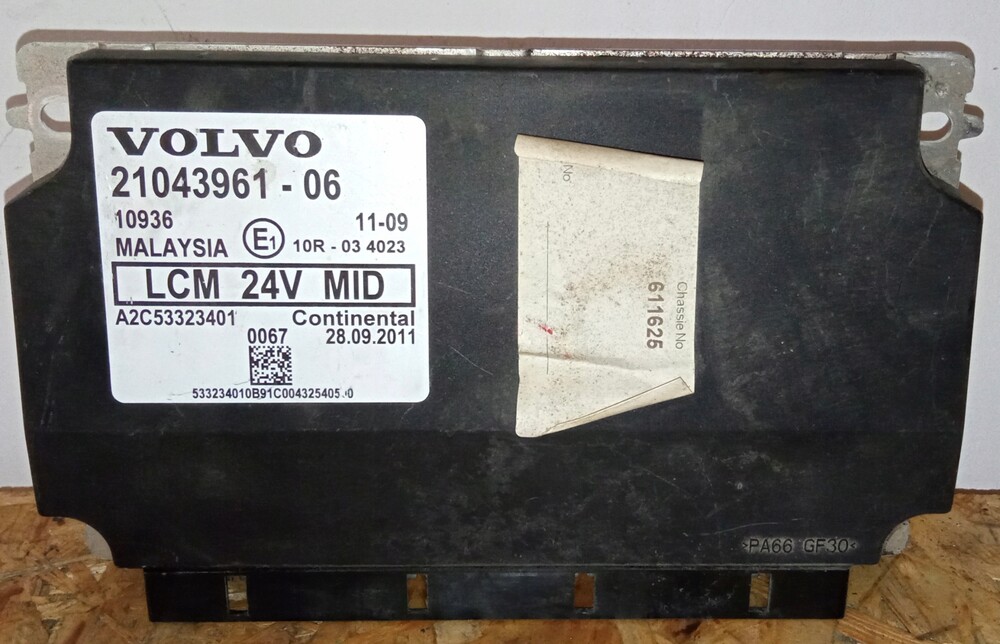 VOLVO
21043961 - 06
10936
11-09
MALAYSIA
E1
10R - 03 4023
LCM 24V MID
A2C53323401
Continental
0067
28.09.2011
No
Chassie No
611625
>PA66 GF30<